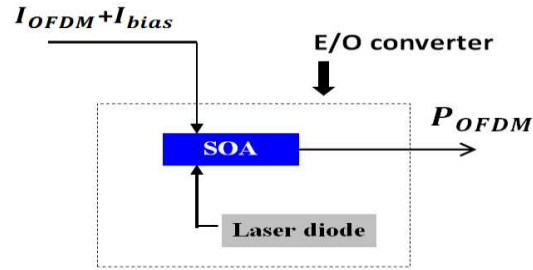 I_OFDM+I_bias
E/O converter
P_OFDM
SOA
Laser diode